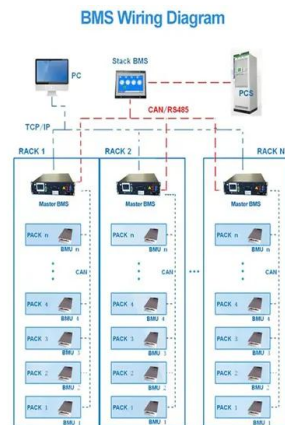 BMS Wiring Diagram
PC
Stack BMS
PCS
CAN/RS485
TCP/IP
RACK 1
RACK 2
RACK N
Master BMS
Master BMS
Master BMS
PACK n
BMU n
PACK n
BMU n
PACK n
BMU n
CAN
CAN
CAN
PACK 4
BMU 4
PACK 4
BMU 4
PACK 4
BMU 4
PACK 3
BMU 3
PACK 3
BMU 3
PACK 3
BMU 3
PACK 2
BMU 2
PACK 2
BMU 2
PACK 2
BMU 2
PACK 1
BMU 1
PACK 1
BMU 1
PACK 1
BMU 1